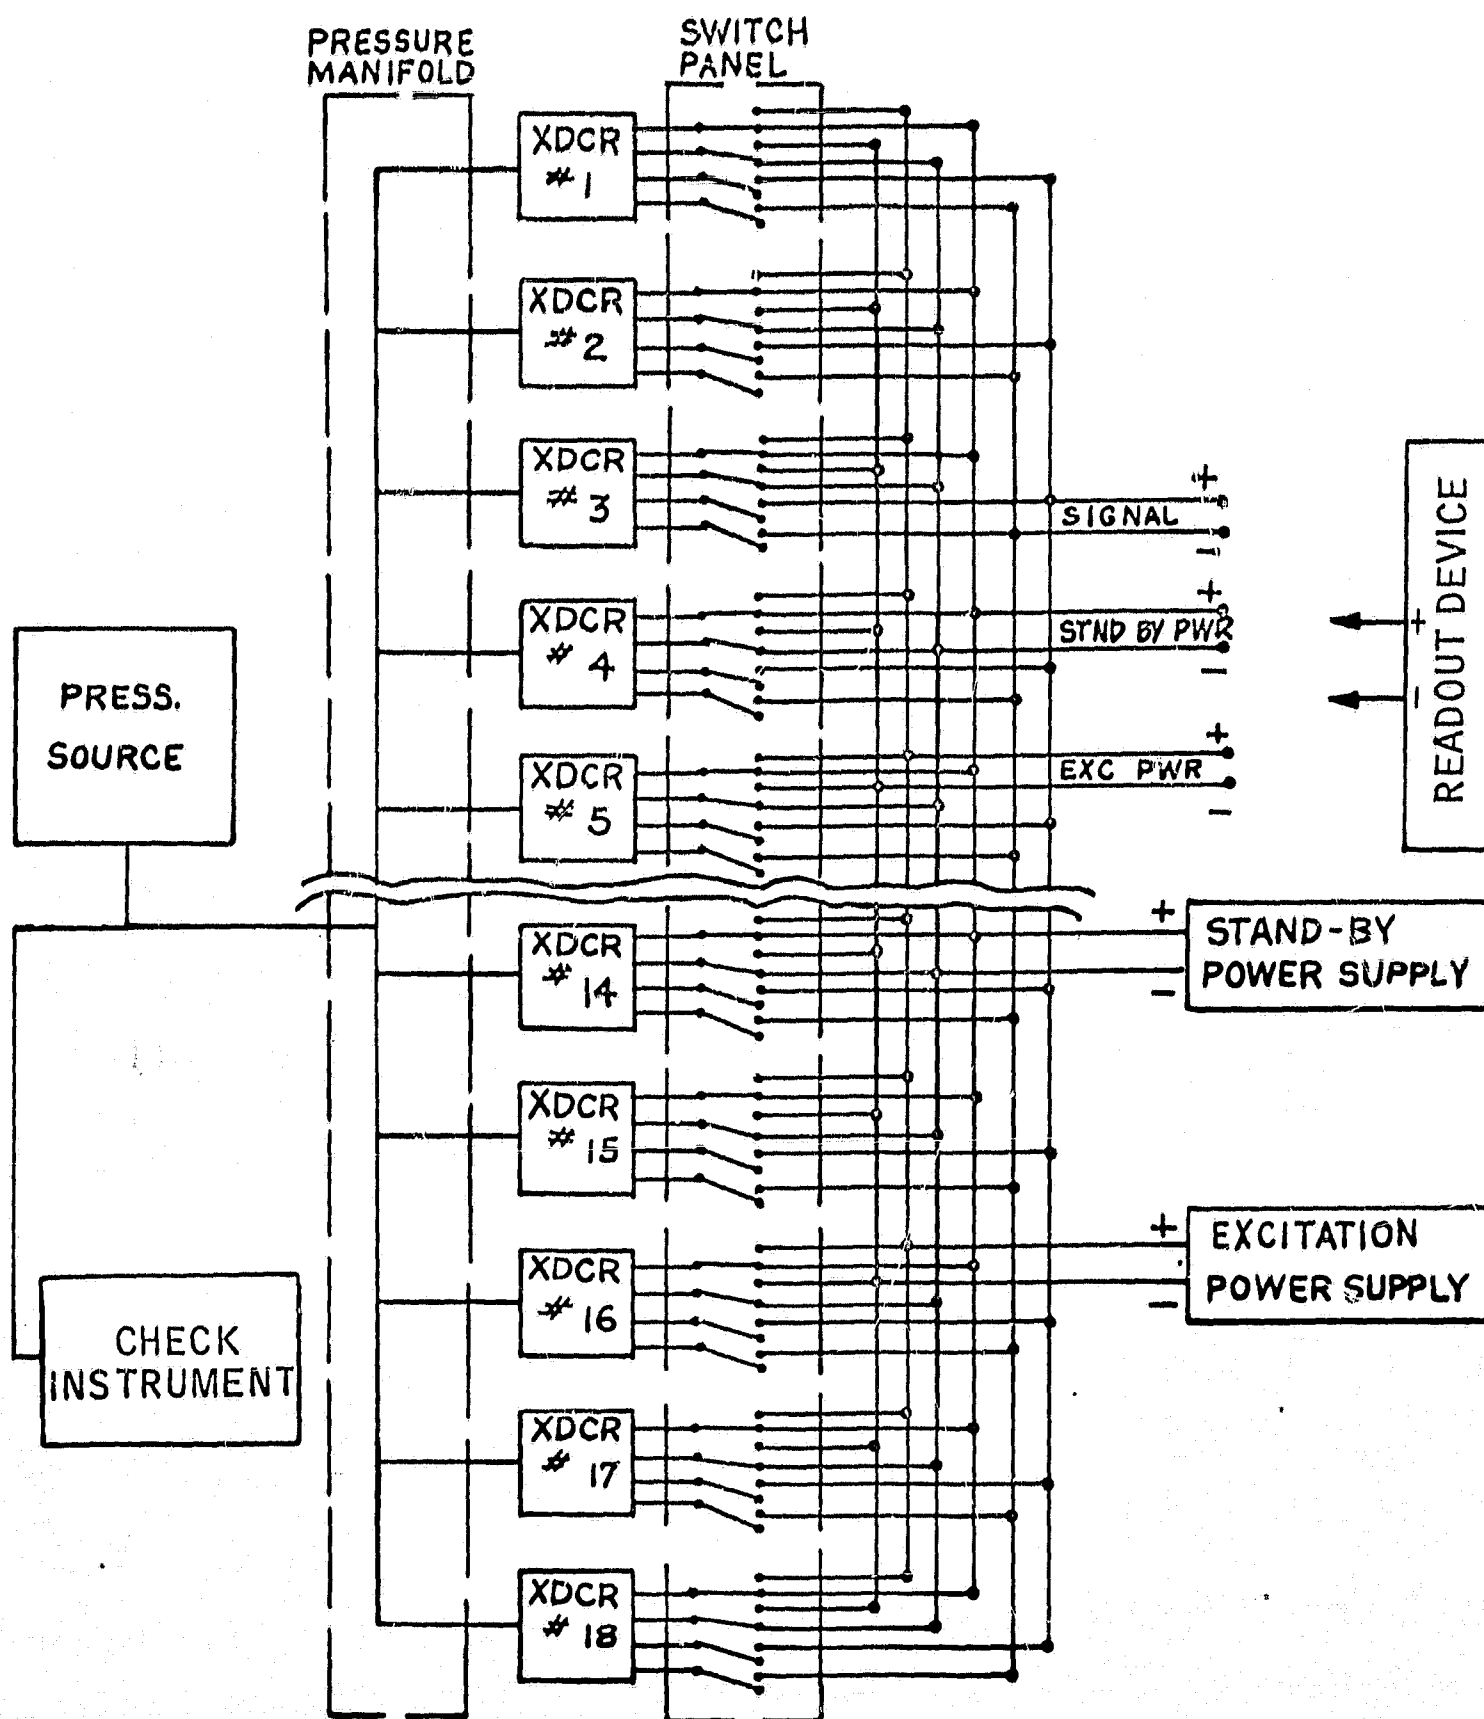 PRESSURE
MANIFOLD
SWITCH
PANEL
XDCR
# 1
XDCR
# 2
XDCR
# 3
XDCR
# 4
XDCR
# 5
XDCR
# 14
XDCR
# 15
XDCR
# 16
XDCR
# 17
XDCR
# 18
PRESS.
SOURCE
CHECK
INSTRUMENT
+
SIGNAL
−
+
STND BY PWR
−
+
EXC PWR
−
+
−
READOUT DEVICE
+
STAND-BY
POWER SUPPLY
−
+
EXCITATION
POWER SUPPLY
−